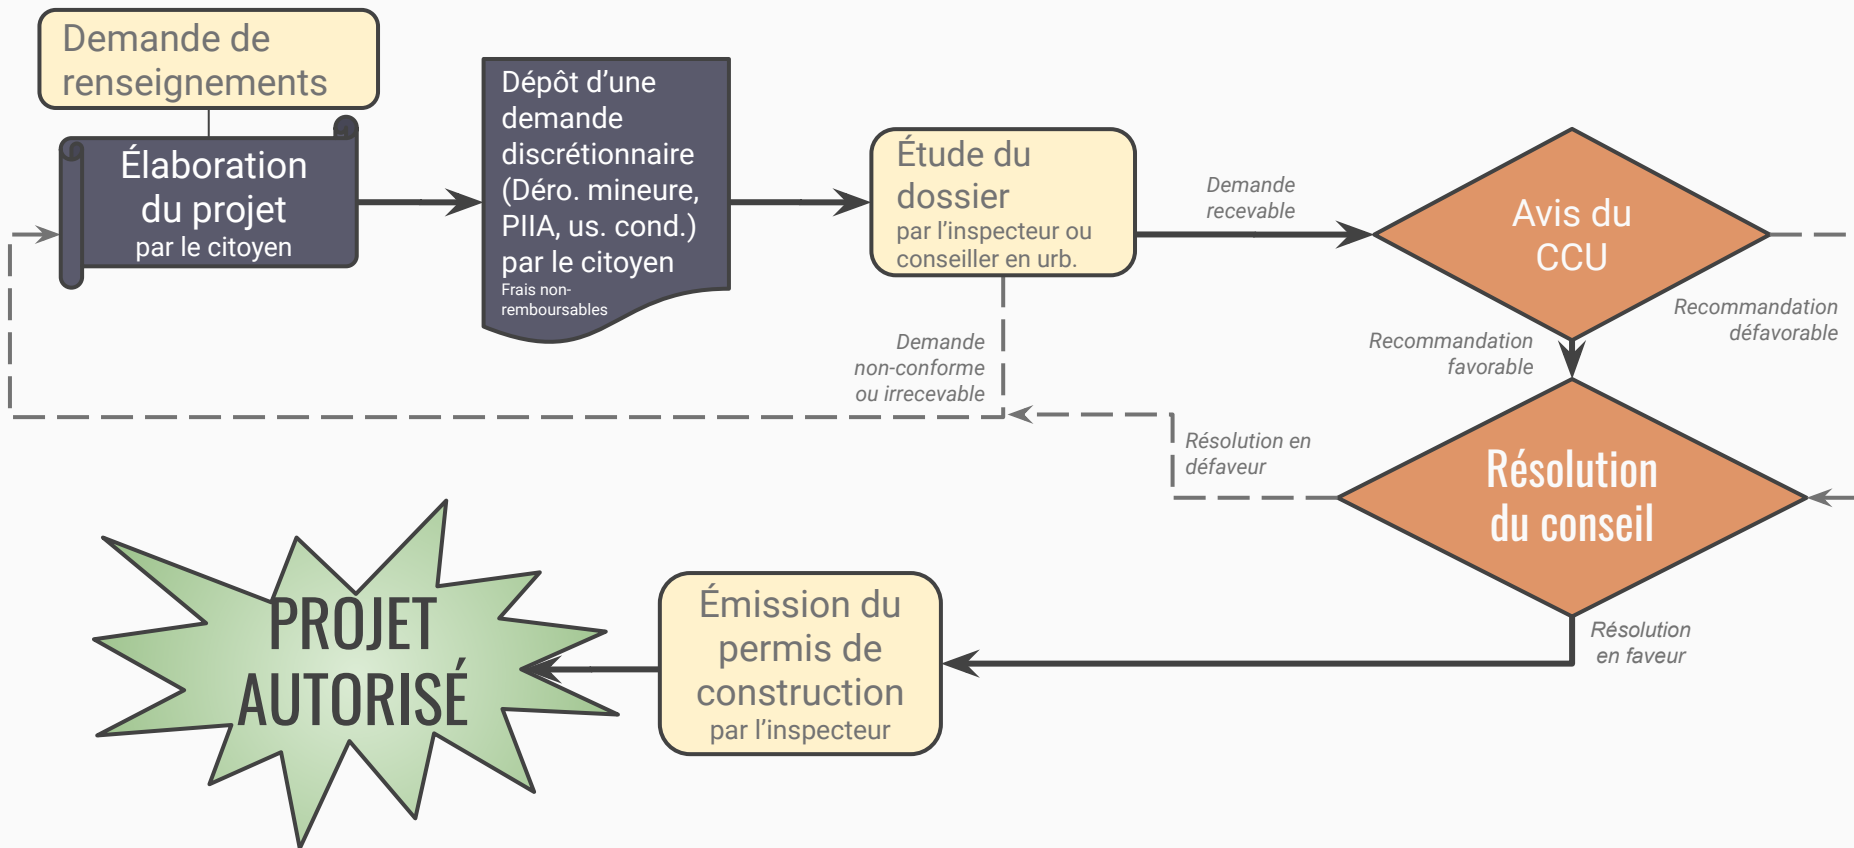 Demande de
renseignements
Élaboration
du projet
par le citoyen
Dépôt d’une
demande
discrétionnaire
(Déro. mineure,
PIIA, us. cond.)
par le citoyen
Frais non-
remboursables
Étude du
dossier
par l’inspecteur ou
conseiller en urb.
Demande
recevable
Avis du
CCU
Recommandation
défavorable
Recommandation
favorable
Demande
non-conforme
ou irrecevable
Résolution en
défaveur
Résolution
du conseil
Résolution
en faveur
Émission du
permis de
construction
par l’inspecteur
PROJET
AUTORISÉ